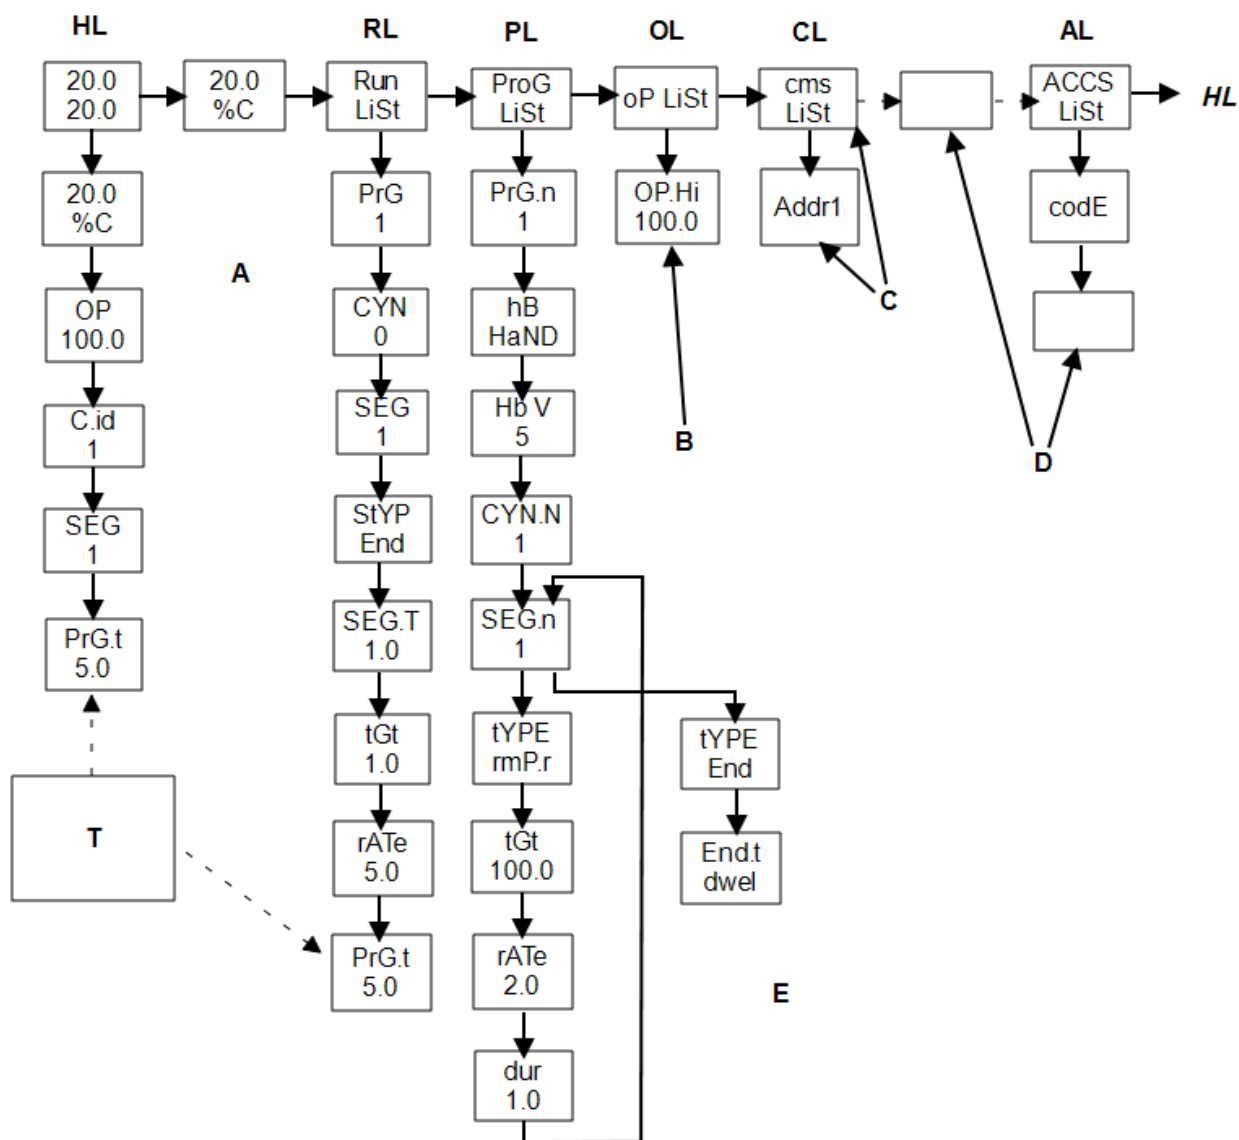 HL
RL
PL
OL
CL
AL
20.0
20.0
20.0
%C
Run
LiSt
ProG
LiSt
oP LiSt
cms
LiSt
ACCS
LiSt
HL
20.0
%C
PrG
1
PrG.n
1
OP.Hi
100.0
Addr1
codE
A
OP
100.0
CYN
0
hB
HaND
C
C.id
1
SEG
1
Hb V
5
B
D
SEG
1
StYP
End
CYN.N
1
PrG.t
5.0
SEG.T
1.0
SEG.n
1
tGt
1.0
tYPE
rmP.r
tYPE
End
T
rATe
5.0
tGt
100.0
End.t
dwel
PrG.t
5.0
rATe
2.0
E
dur
1.0